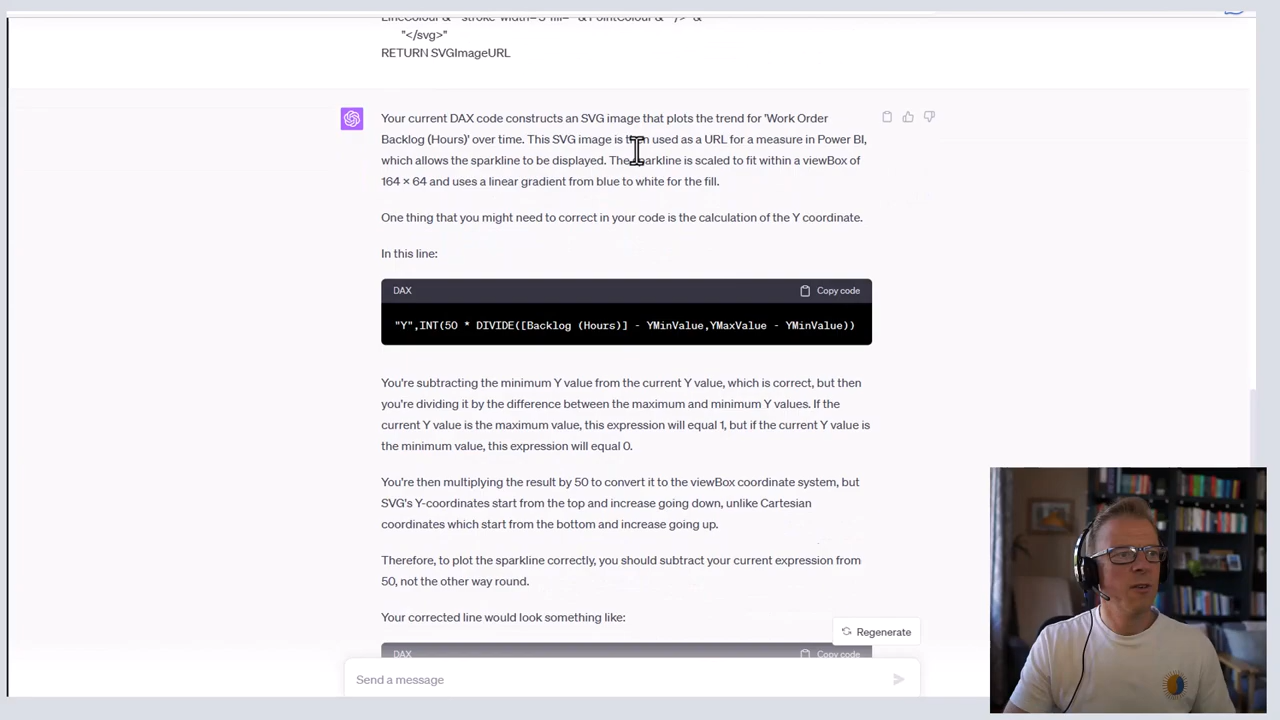 LineColour& " stroke-width='3' fill='" &PointColour& "' />" &
"</svg>"
RETURN SVGImageURL
Your current DAX code constructs an SVG image that plots the trend for 'Work Order
Backlog (Hours)' over time. This SVG image is then used as a URL for a measure in Power BI,
which allows the sparkline to be displayed. The sparkline is scaled to fit within a viewBox of
164 × 64 and uses a linear gradient from blue to white for the fill.
One thing that you might need to correct in your code is the calculation of the Y coordinate.
In this line:
DAX Copy code
"Y",INT(50 * DIVIDE([Backlog (Hours)] - YMinValue,YMaxValue - YMinValue))
You're subtracting the minimum Y value from the current Y value, which is correct, but then
you're dividing it by the difference between the maximum and minimum Y values. If the
current Y value is the maximum value, this expression will equal 1, but if the current Y value is
the minimum value, this expression will equal 0.
You're then multiplying the result by 50 to convert it to the viewBox coordinate system, but
SVG's Y-coordinates start from the top and increase going down, unlike Cartesian
coordinates which start from the bottom and increase going up.
Therefore, to plot the sparkline correctly, you should subtract your current expression from
50, not the other way round.
Your corrected line would look something like:
Regenerate
DAX Copy code
Send a message